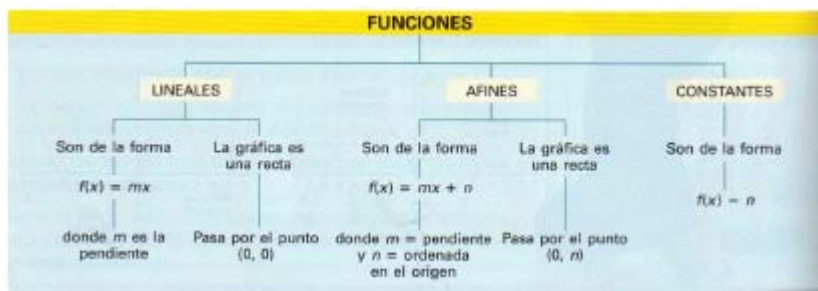 FUNCIONES
LINEALES
AFINES
CONSTANTES
Son de la forma
f(x) = mx
donde m es la
pendiente
La gráfica es
una recta
Pasa por el punto
(0, 0)
Son de la forma
f(x) = mx + n
donde m = pendiente
y n = ordenada
en el origen
La gráfica es
una recta
Pasa por el punto
(0, n)
Son de la forma
f(x) = n